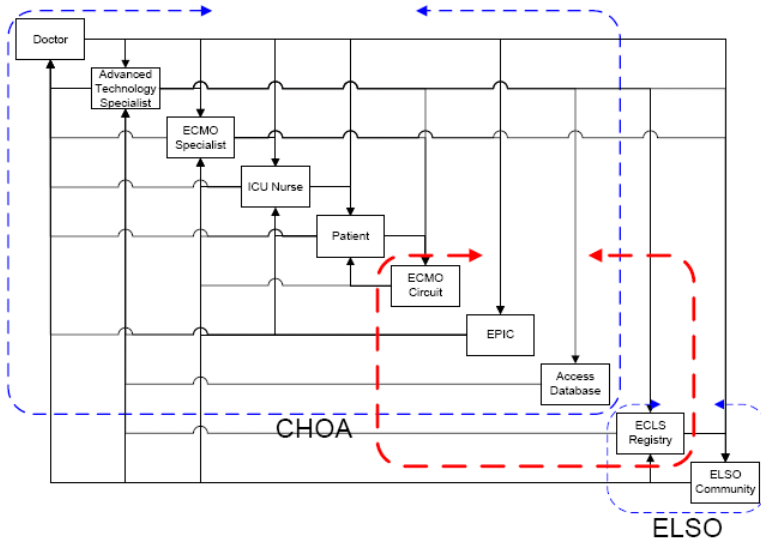 Doctor
Advanced
Technology
Specialist
ECMO
Specialist
ICU Nurse
Patient
ECMO
Circuit
EPIC
Access
Database
CHOA
ECLS
Registry
ELSO
Community
ELSO